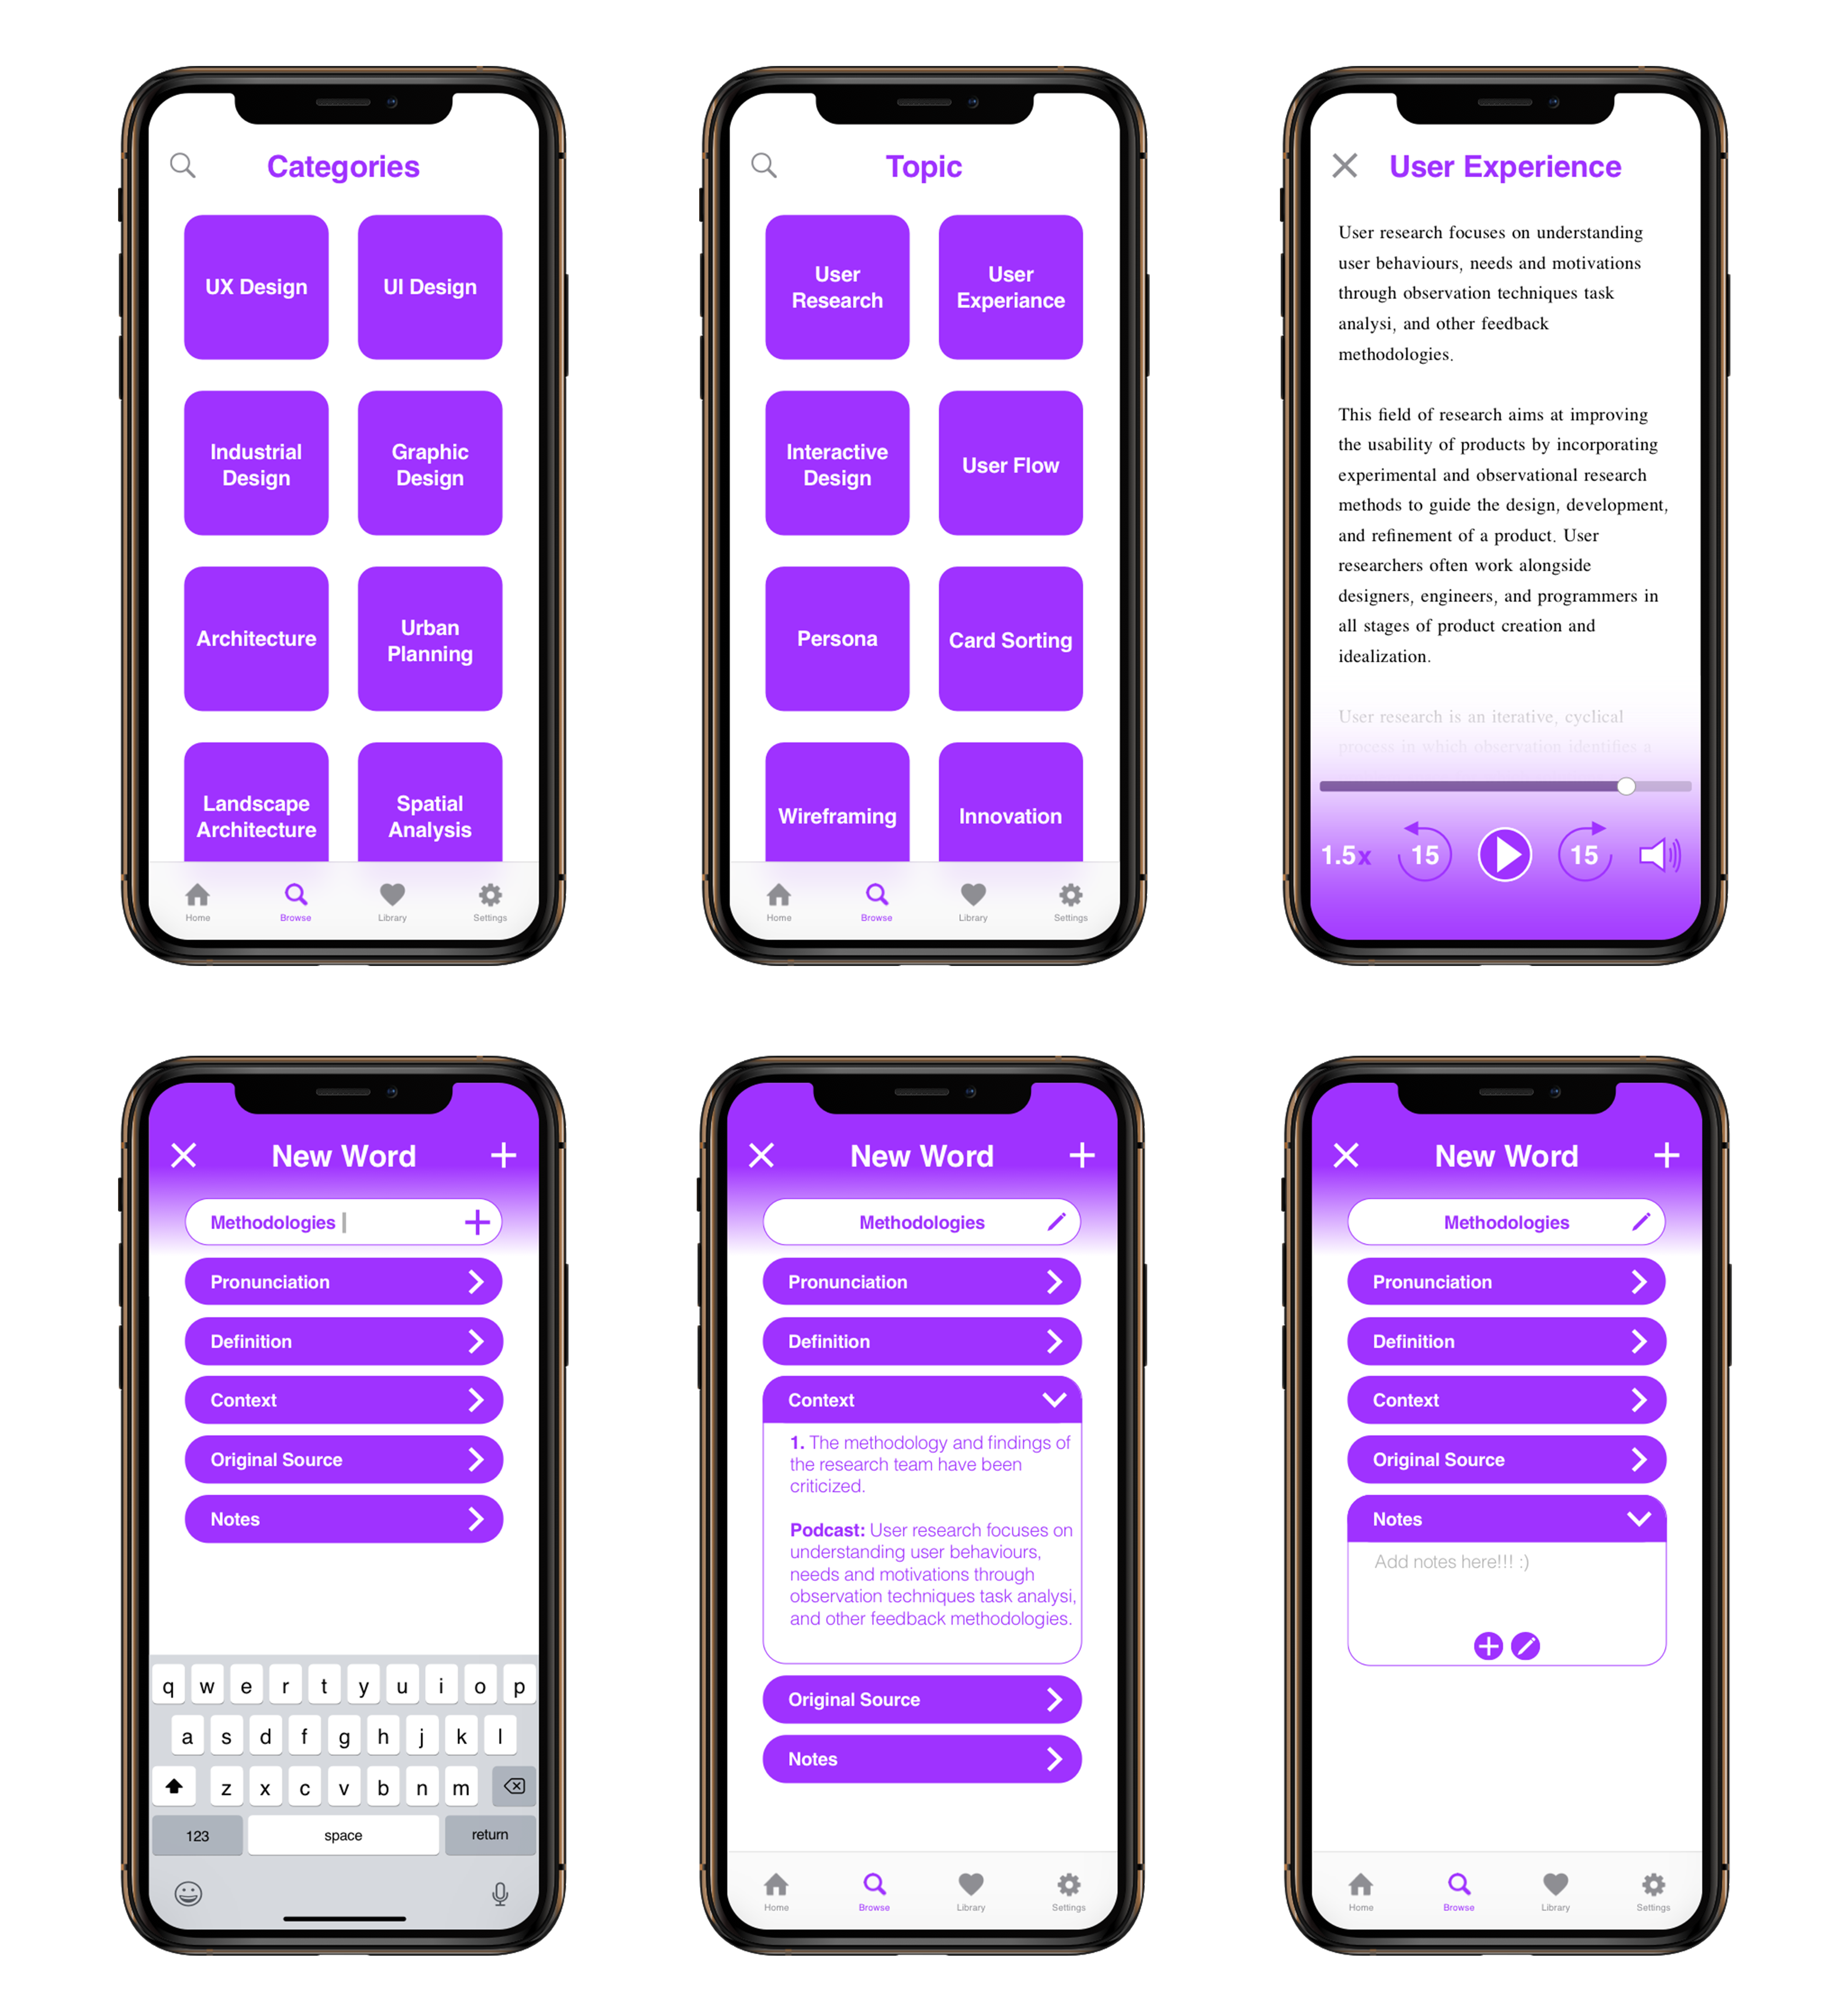 Categories
UX Design
UI Design
Industrial
Design
Graphic
Design
Architecture
Urban
Planning
Landscape
Architecture
Spatial
Analysis
Home
Browse
Library
Settings
Topic
User
Research
User
Experiance
Interactive
Design
User Flow
Persona
Card Sorting
Wireframing
Innovation
Home
Browse
Library
Settings
User Experience
User research focuses on understanding
user behaviours, needs and motivations
through observation techniques task
analysi, and other feedback
methodologies.
This field of research aims at improving
the usability of products by incorporating
experimental and observational research
methods to guide the design, development,
and refinement of a product. User
researchers often work alongside
designers, engineers, and programmers in
all stages of product creation and
idealization.
User research is an iterative, cyclical
process in which observation identifies a
1.5x
15
15
New Word
Methodologies
Pronunciation
Definition
Context
Original Source
Notes
q w e r t y u i o p
a s d f g h j k l
z x c v b n m
123 space return
New Word
Methodologies
Pronunciation
Definition
Context
1. The methodology and findings of
the research team have been
criticized.
Podcast: User research focuses on
understanding user behaviours,
needs and motivations through
observation techniques task analysi,
and other feedback methodologies.
Original Source
Notes
Home
Browse
Library
Settings
New Word
Methodologies
Pronunciation
Definition
Context
Original Source
Notes
Add notes here!!! :)
Home
Browse
Library
Settings